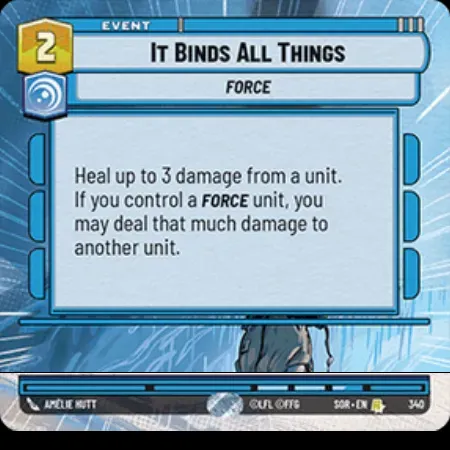 EVENT
2
IT BINDS ALL THINGS
FORCE
Heal up to 3 damage from a unit.
If you control a FORCE unit, you
may deal that much damage to
another unit.
AMÉLIE HUTT
©LFL ©FFG
SOR•EN
340